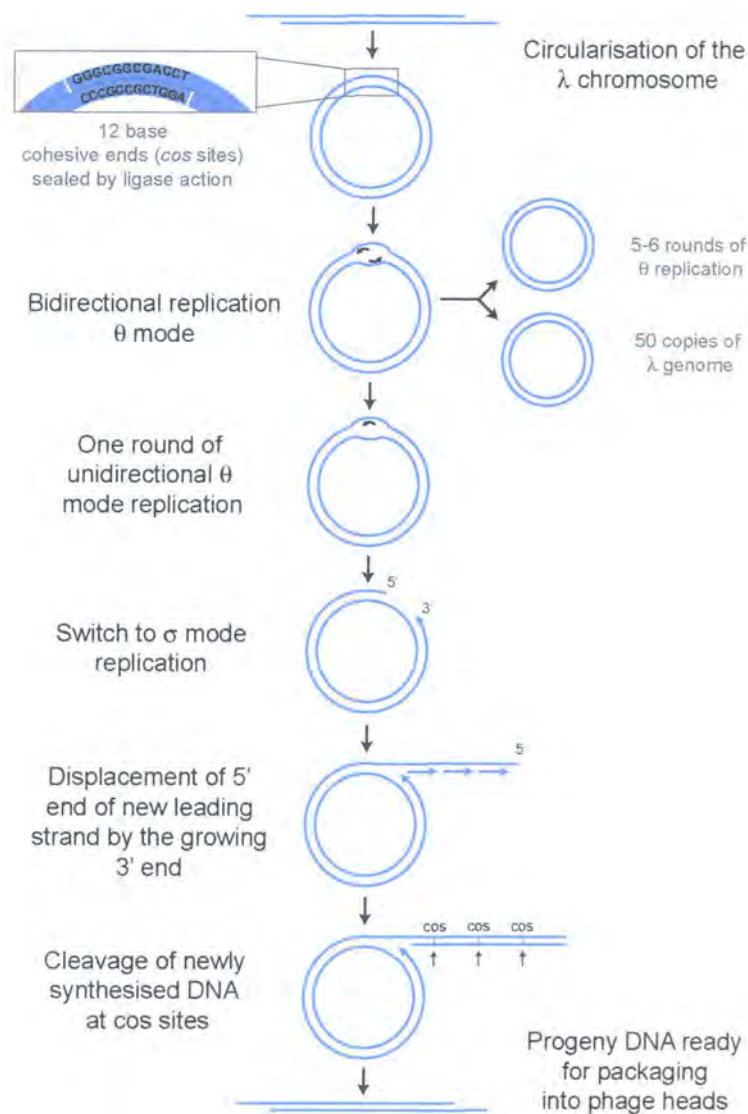 Circularisation of the
λ chromosome
GGGCGGCGACCT
CCCGCCGCTGGA
12 base
cohesive ends (cos sites)
sealed by ligase action
Bidirectional replication
θ mode
5-6 rounds of
θ replication
50 copies of
λ genome
One round of
unidirectional θ
mode replication
5'
3'
Switch to σ mode
replication
5
Displacement of 5'
end of new leading
strand by the growing
3' end
cos cos cos
Cleavage of newly
synthesised DNA
at cos sites
Progeny DNA ready
for packaging
into phage heads